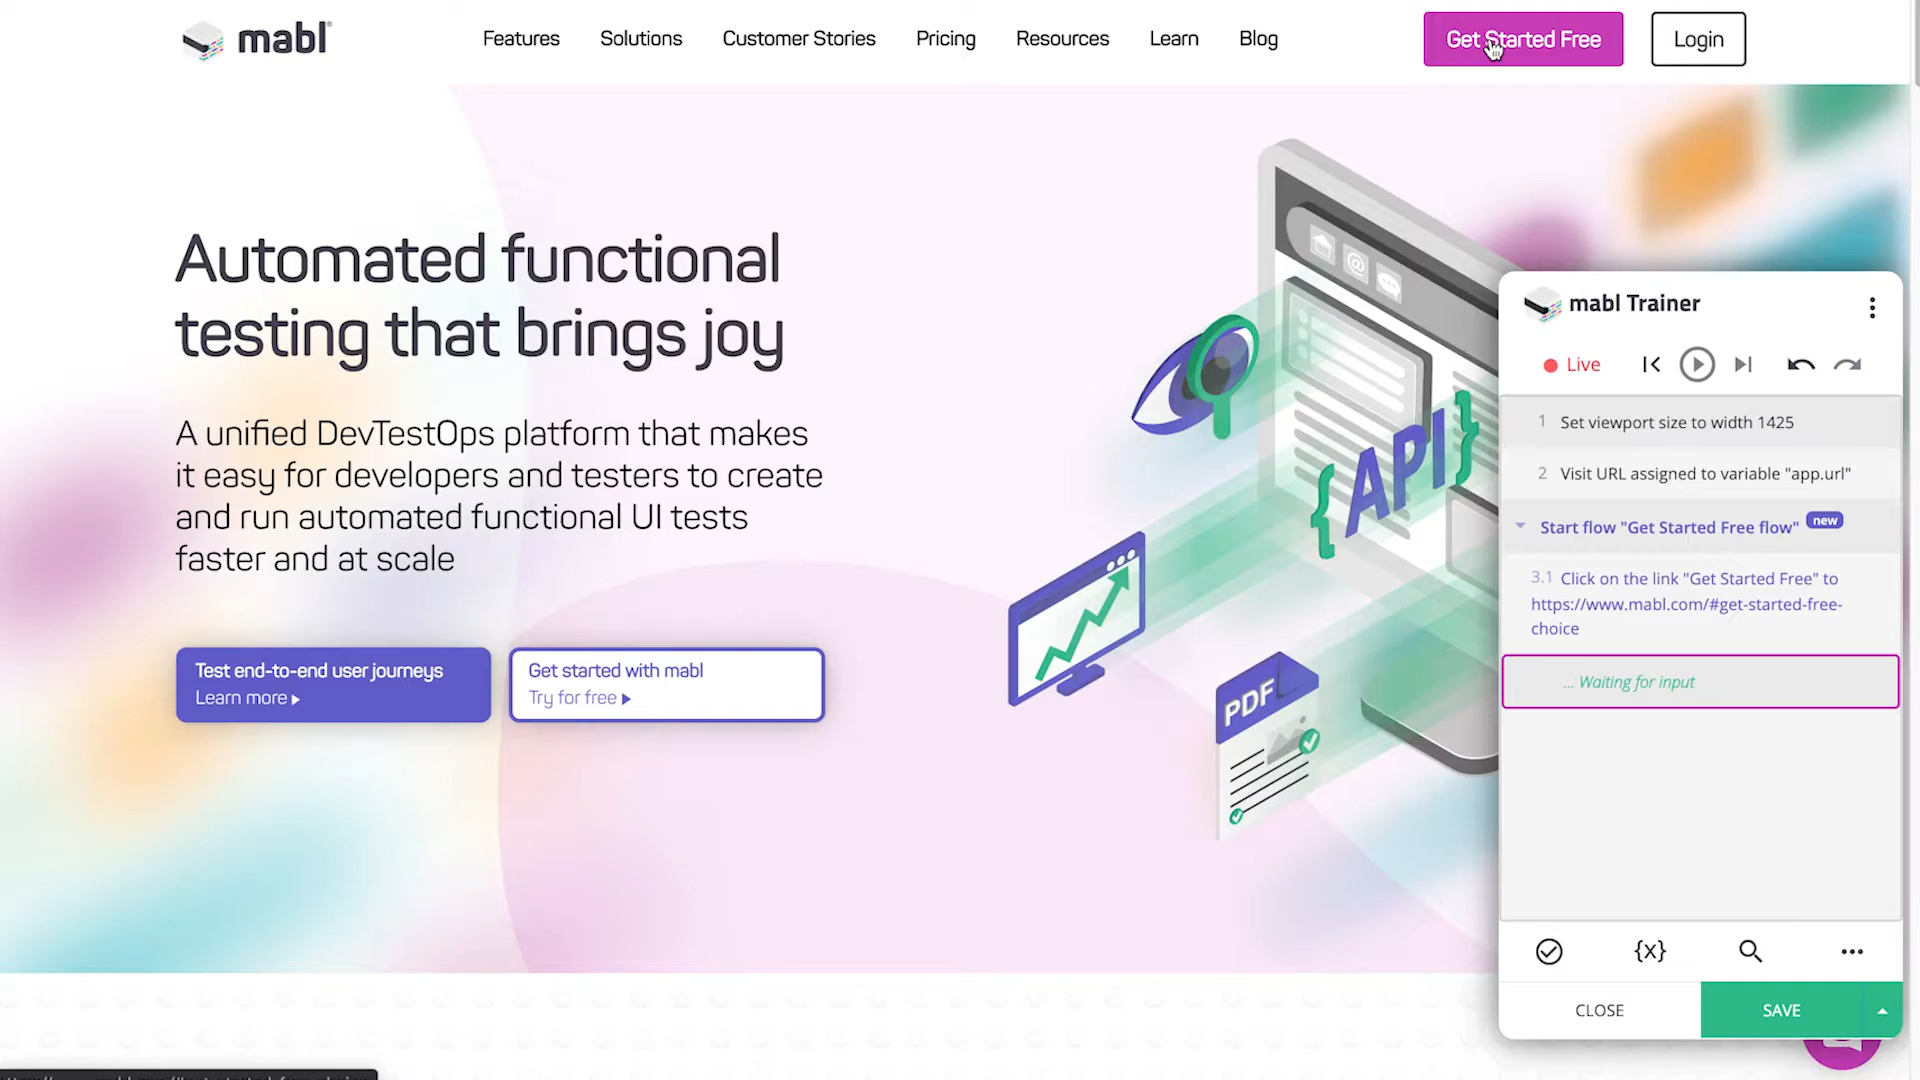 mabl
Features
Solutions
Customer Stories
Pricing
Resources
Learn
Blog
Get Started Free
Login
Automated functional
testing that brings joy
A unified DevTestOps platform that makes
it easy for developers and testers to create
and run automated functional UI tests
faster and at scale
Test end-to-end user journeys
Learn more
Get started with mabl
Try for free
{API}
PDF
@
mabl Trainer
Live
1 Set viewport size to width 1425
2 Visit URL assigned to variable "app.url"
Start flow "Get Started Free flow" new
3.1 Click on the link "Get Started Free" to
https://www.mabl.com/#get-started-free-
choice
... Waiting for input
{x}
CLOSE
SAVE